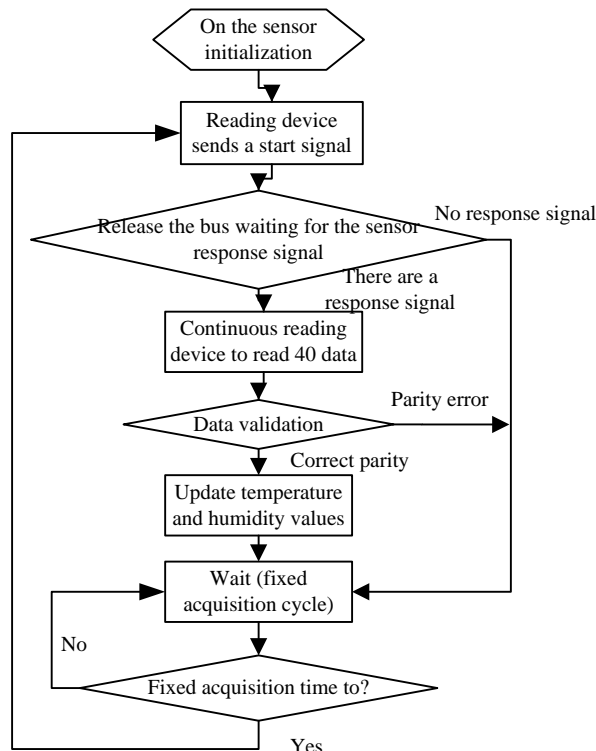 On the sensor
initialization
Reading device
sends a start signal
Release the bus waiting for the sensor
response signal
No response signal
There are a
response signal
Continuous reading
device to read 40 data
Data validation
Parity error
Correct parity
Update temperature
and humidity values
Wait (fixed
acquisition cycle)
No
Fixed acquisition time to?
Yes